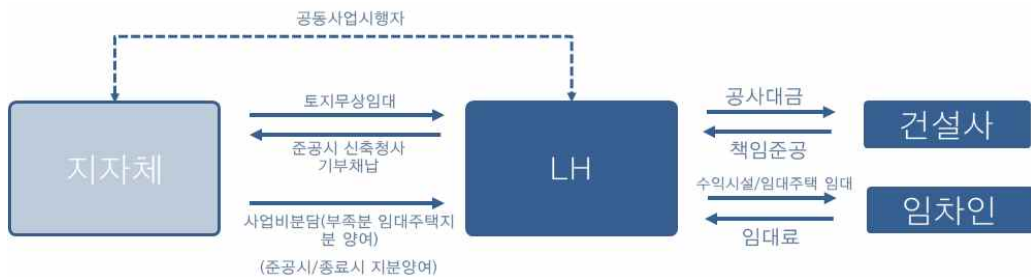 공동사업시행자
지자체
토지무상임대
준공시 신축청사
기부채납
사업비분담(부족분 임대주택지
분 양여)
(준공시/종료시 지분양여)
LH
공사대금
책임준공
건설사
수익시설/임대주택 임대
임대료
임차인